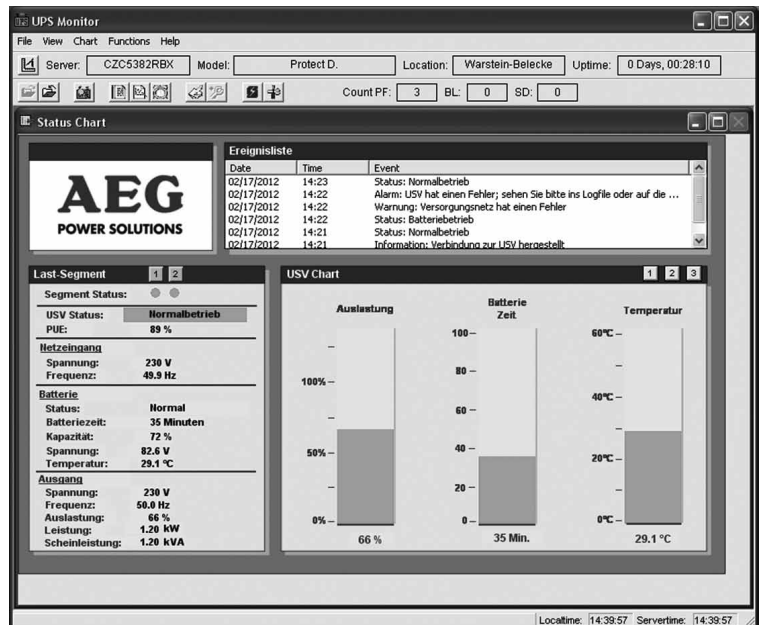 UPS Monitor
File View Chart Functions Help
Server: CZC5382RBX Model: Protect D. Location: Warstein-Belecke Uptime: 0 Days, 00:28:10
Count PF: 3 BL: 0 SD: 0
Status Chart
AEG
POWER SOLUTIONS
Ereignisliste
Date Time Event
02/17/2012 14:23 Status: Normalbetrieb
02/17/2012 14:22 Alarm: USV hat einen Fehler; sehen Sie bitte ins Logfile oder auf die ...
02/17/2012 14:22 Warnung: Versorgungsnetz hat einen Fehler
02/17/2012 14:22 Status: Batteriebetrieb
02/17/2012 14:21 Status: Normalbetrieb
02/17/2012 14:21 Information: Verbindung zur USV hergestellt
Last-Segment 1 2
Segment Status:
USV Status: Normalbetrieb
PUE: 89 %
Netzeingang
Spannung: 230 V
Frequenz: 49.9 Hz
Batterie
Status: Normal
Batteriezeit: 35 Minuten
Kapazität: 72 %
Spannung: 82.6 V
Temperatur: 29.1 °C
Ausgang
Spannung: 230 V
Frequenz: 50.0 Hz
Auslastung: 66 %
Leistung: 1.20 kW
Scheinleistung: 1.20 kVA
USV Chart 1 2 3
Auslastung
100%
50%
0%
66 %
Batterie
Zeit
100
80
60
40
20
0
35 Min.
Temperatur
60°C
40°C
20°C
0°C
29.1 °C
Localtime: 14:39:57 Servertime: 14:39:57